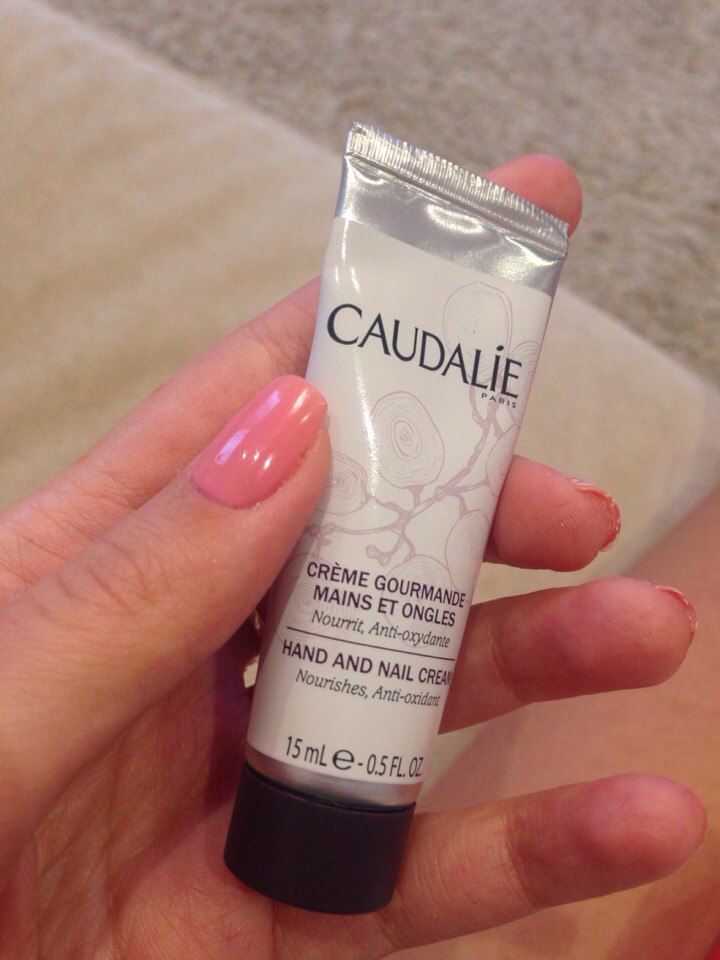 CAUDALÍE
PARIS
CRÈME GOURMANDE
MAINS ET ONGLES
Nourrit, Anti-oxydante
HAND AND NAIL CREAM
Nourishes, Anti-oxidant
15 mL ℮ - 0.5 FL. OZ.